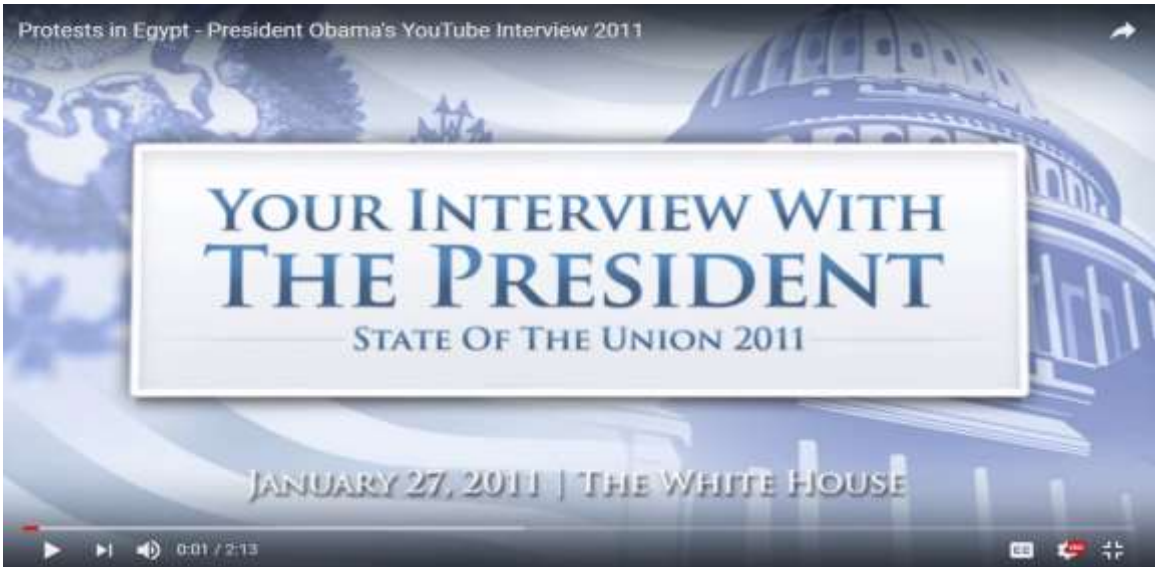 Protests in Egypt - President Obama's YouTube Interview 2011
YOUR INTERVIEW WITH
THE PRESIDENT
STATE OF THE UNION 2011
JANUARY 27, 2011 | THE WHITE HOUSE
0:01 / 2:13
CC